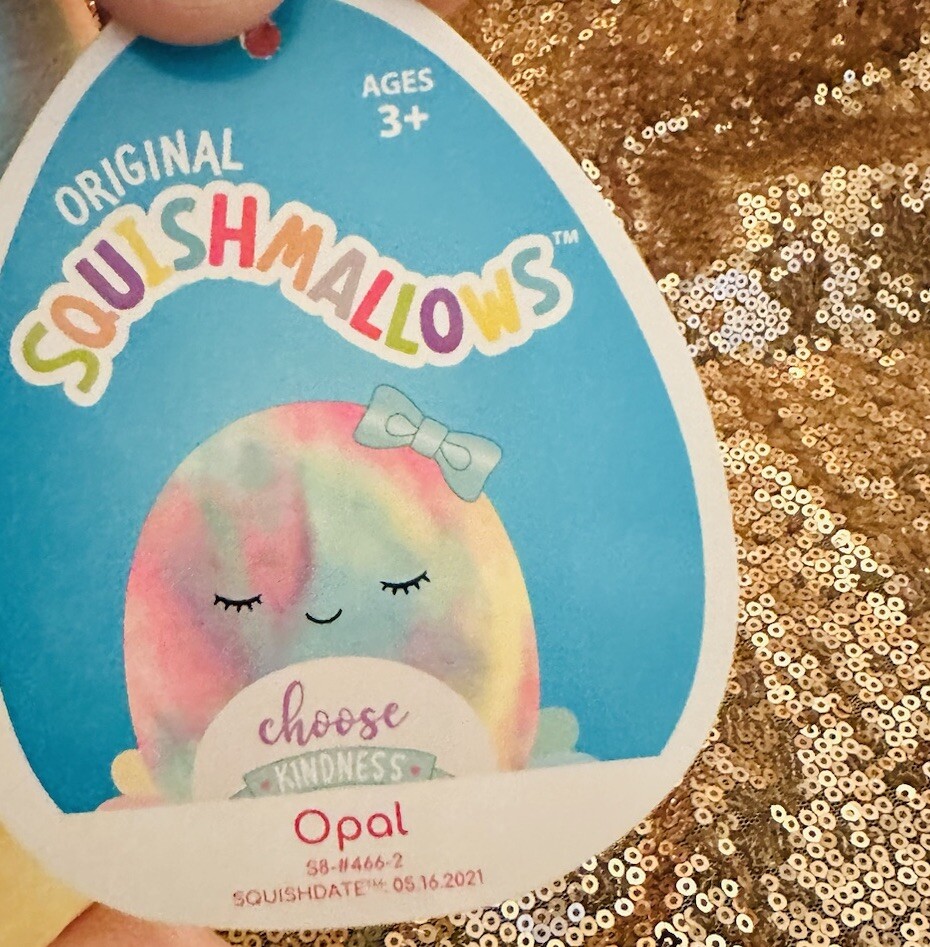 AGES
3+
ORIGINAL
SQUISHMALLOWS™
choose
KINDNESS
Opal
S8-#466-2
SQUISHDATE™: 05.16.2021